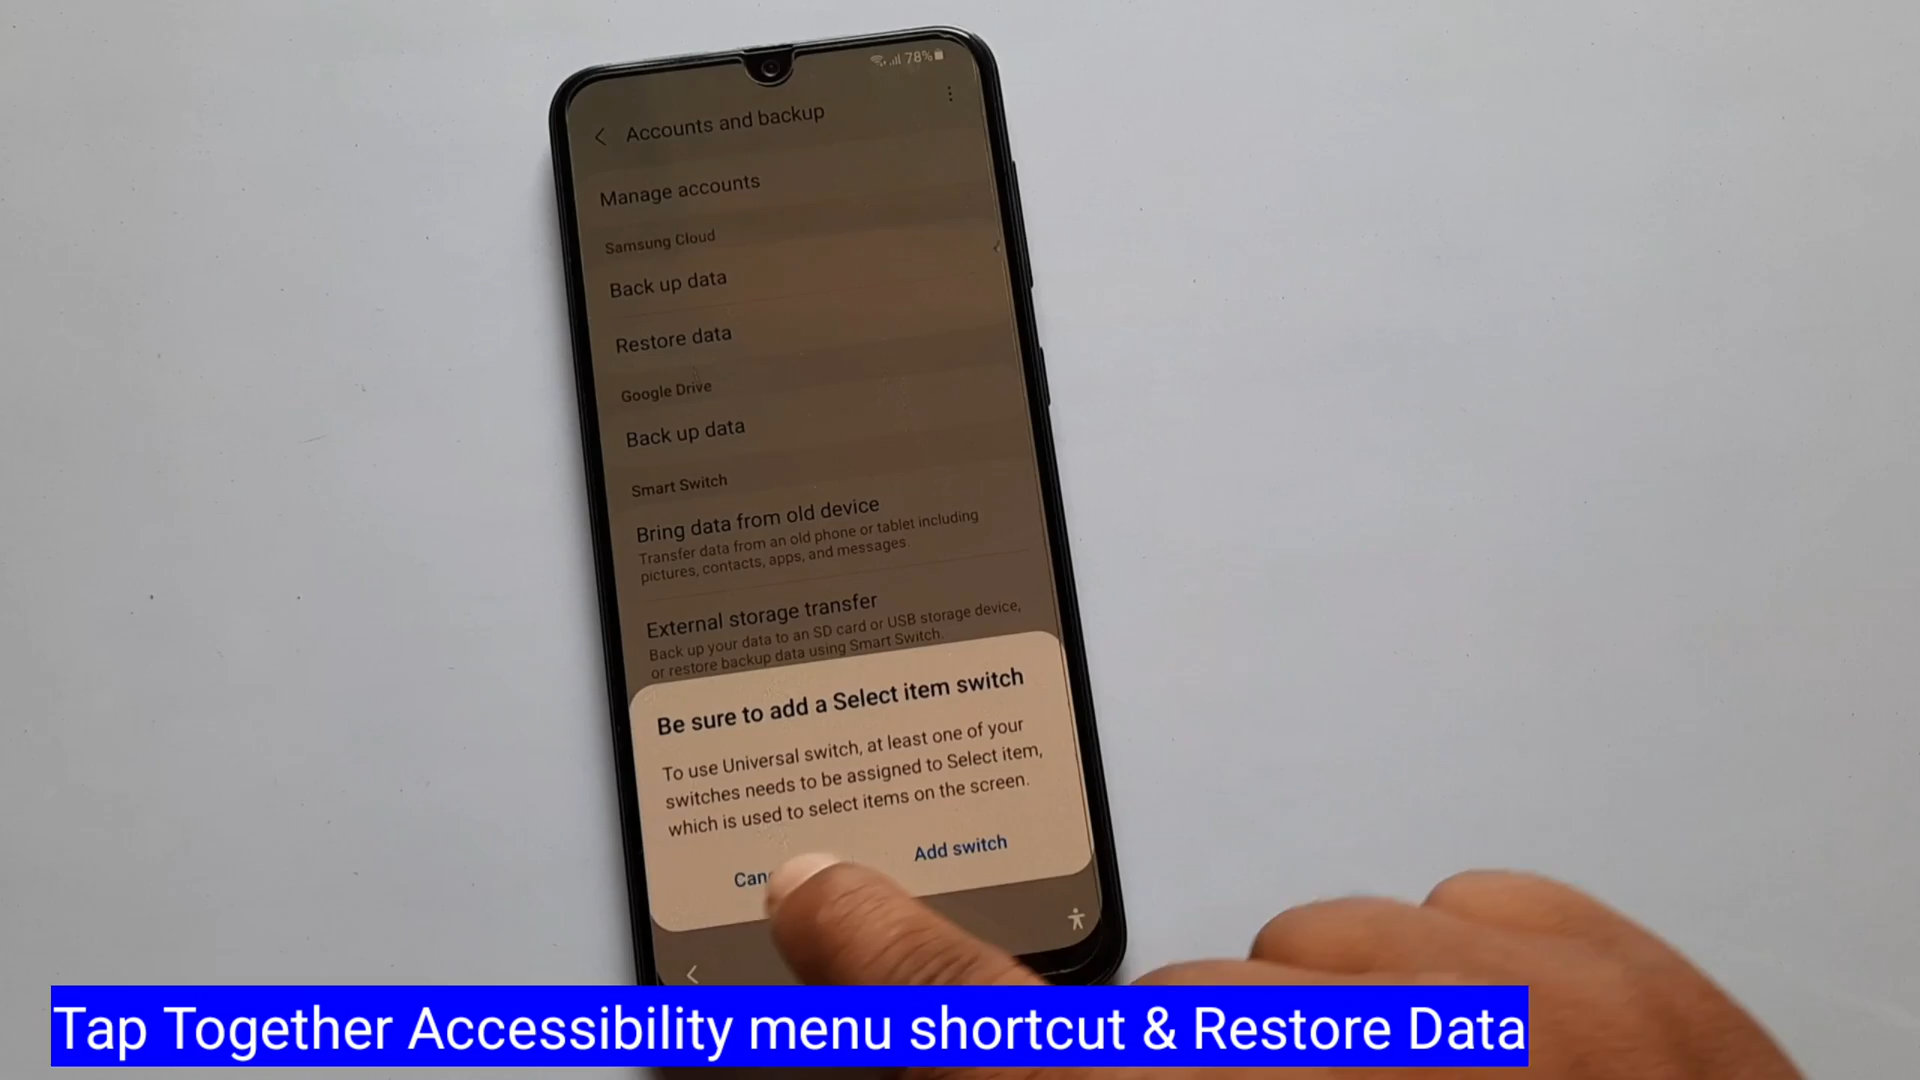 78%
Accounts and backup
Manage accounts
Samsung Cloud
Back up data
Restore data
Google Drive
Back up data
Smart Switch
Bring data from old device
Transfer data from an old phone or tablet including
pictures, contacts, apps, and messages.
External storage transfer
Back up your data to an SD card or USB storage device,
or restore backup data using Smart Switch.
Be sure to add a Select item switch
To use Universal switch, at least one of your
switches needs to be assigned to Select item,
which is used to select items on the screen.
Add switch
Tap Together Accessibility menu shortcut & Restore Data